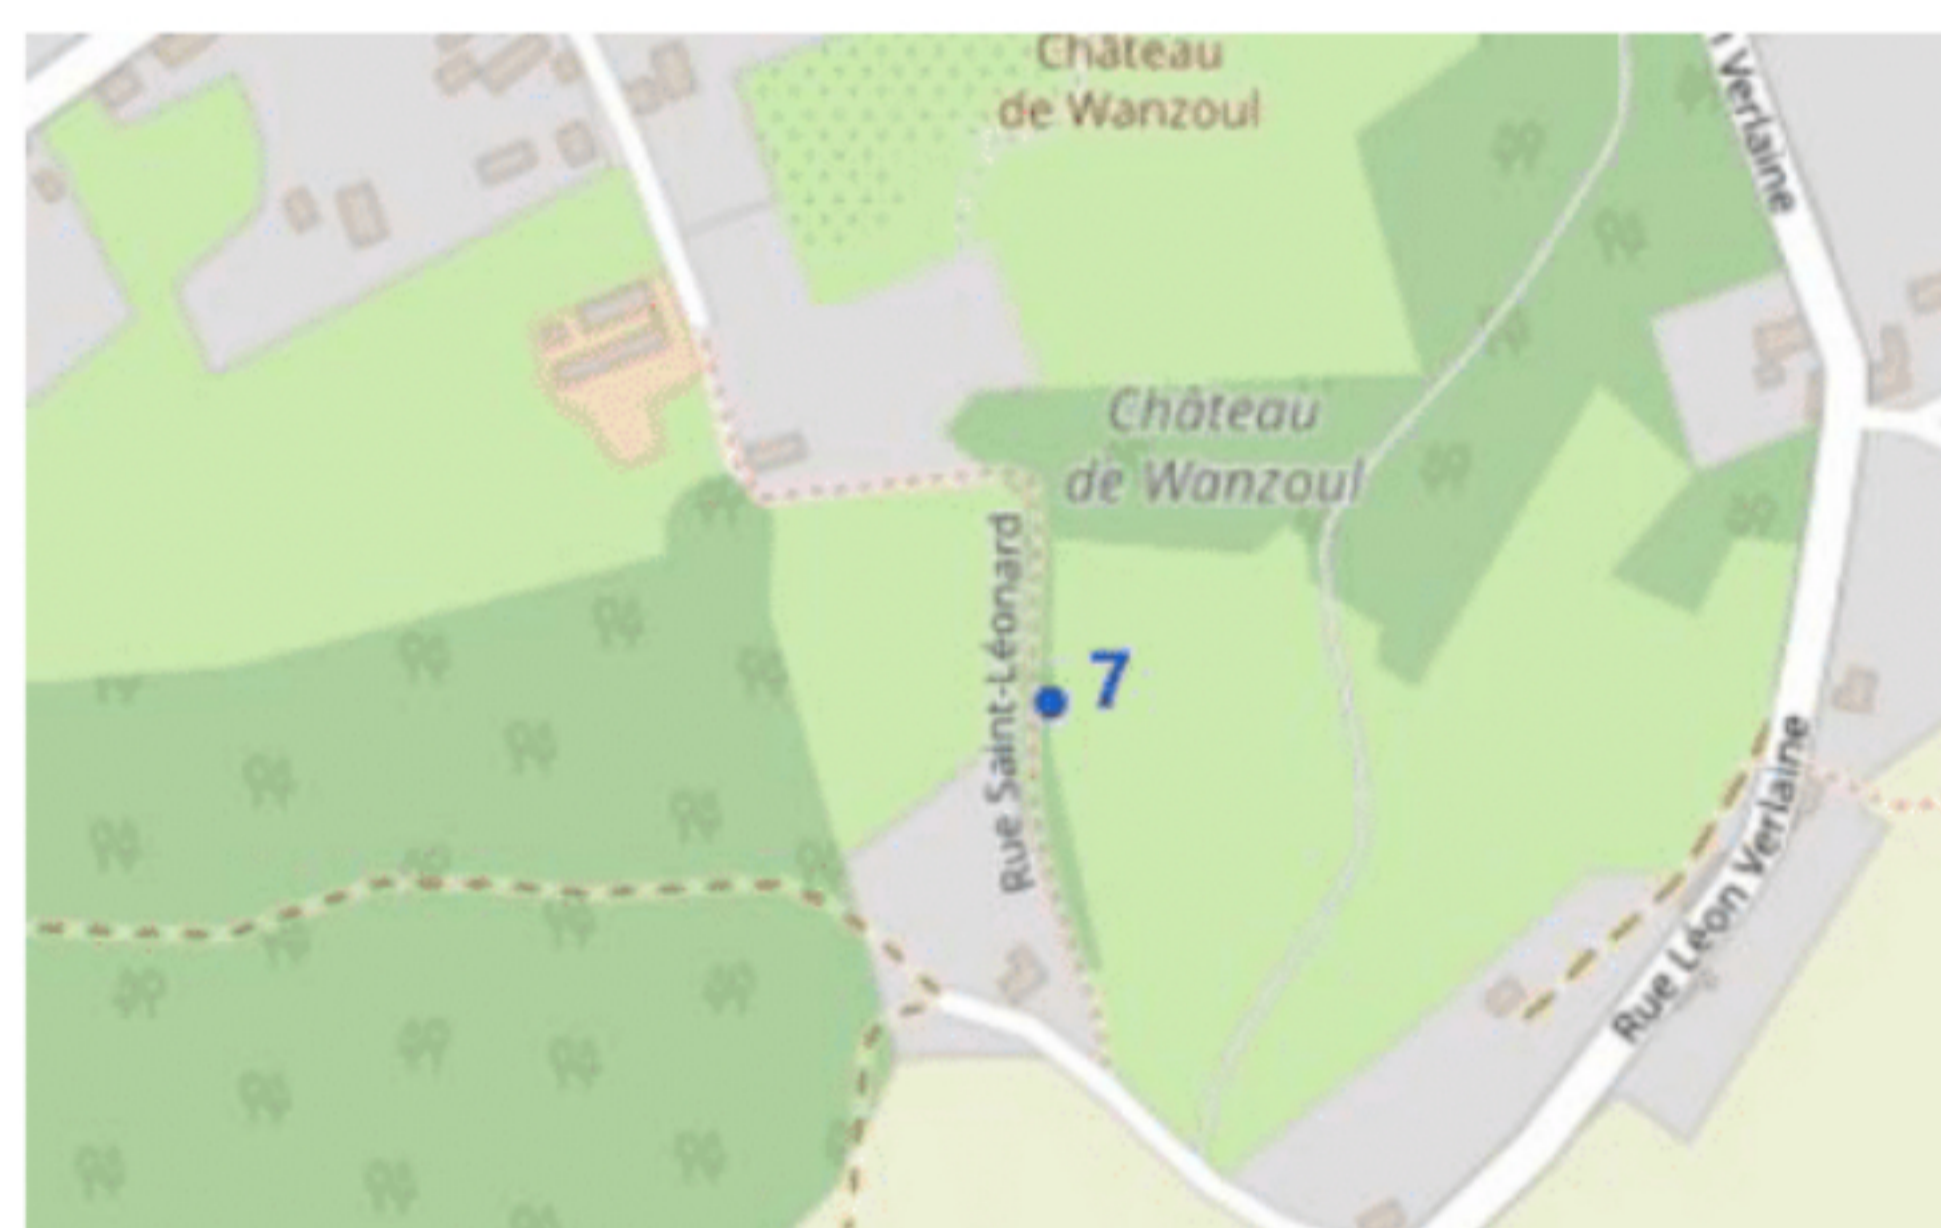 Château
de Wanzoul
Verlaine
Château
de Wanzoul
Rue Saint-Léonard
7
Rue Léon Verlaine